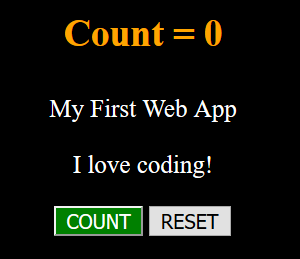 Count = 0
My First Web App
I love coding!
COUNT RESET